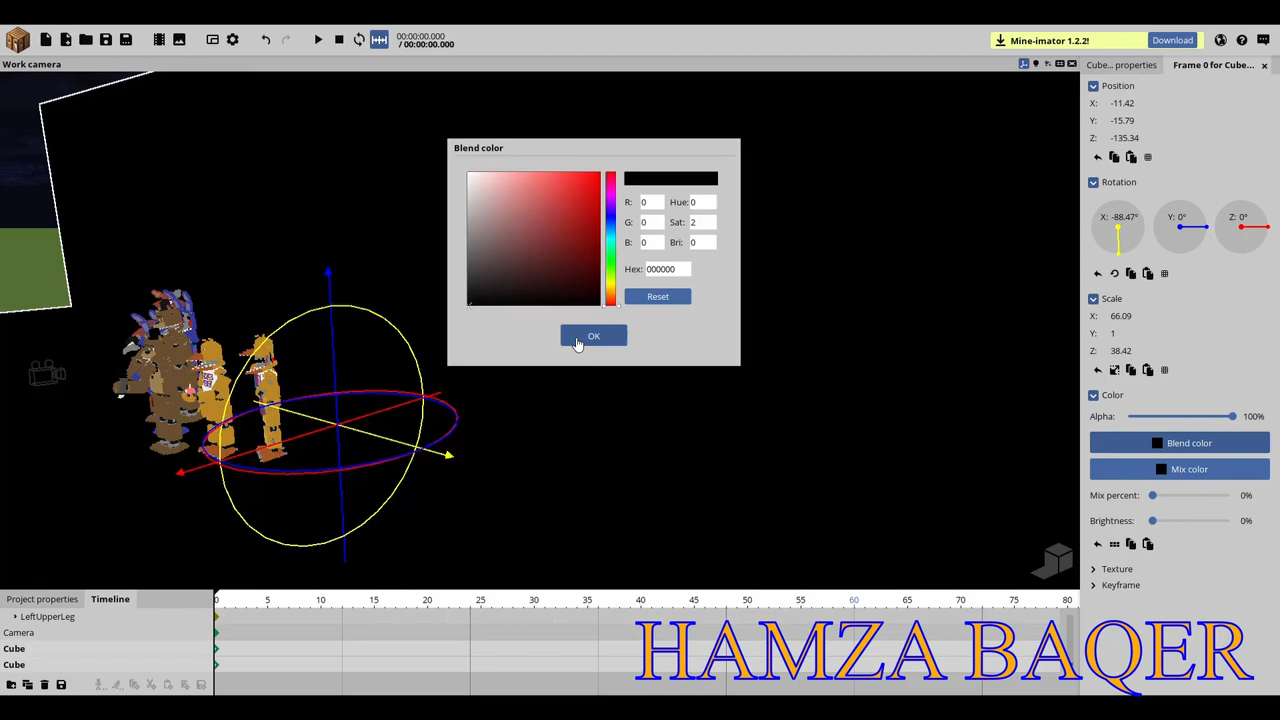 00:00:00.000
/ 00:00:00.000
Mine-imator 1.2.2!
Download
Work camera
Cube... properties
Frame 0 for Cube...
Blend color
R: 0
Hue: 0
G: 0
Sat: 2
B: 0
Bri: 0
Hex: 000000
Reset
OK
Position
X: -11.42
Y: -15.79
Z: -135.34
Rotation
X: -88.47°
Y: 0°
Z: 0°
Scale
X: 66.09
Y: 1
Z: 38.42
Color
Alpha: 100%
Blend color
Mix color
Mix percent: 0%
Brightness: 0%
Texture
Keyframe
Project properties
Timeline
0 5 10 15 20 25 30 35 40 45 50 55 60 65 70 75 80
LeftUpperLeg
Camera
Cube
Cube
HAMZA BAQER